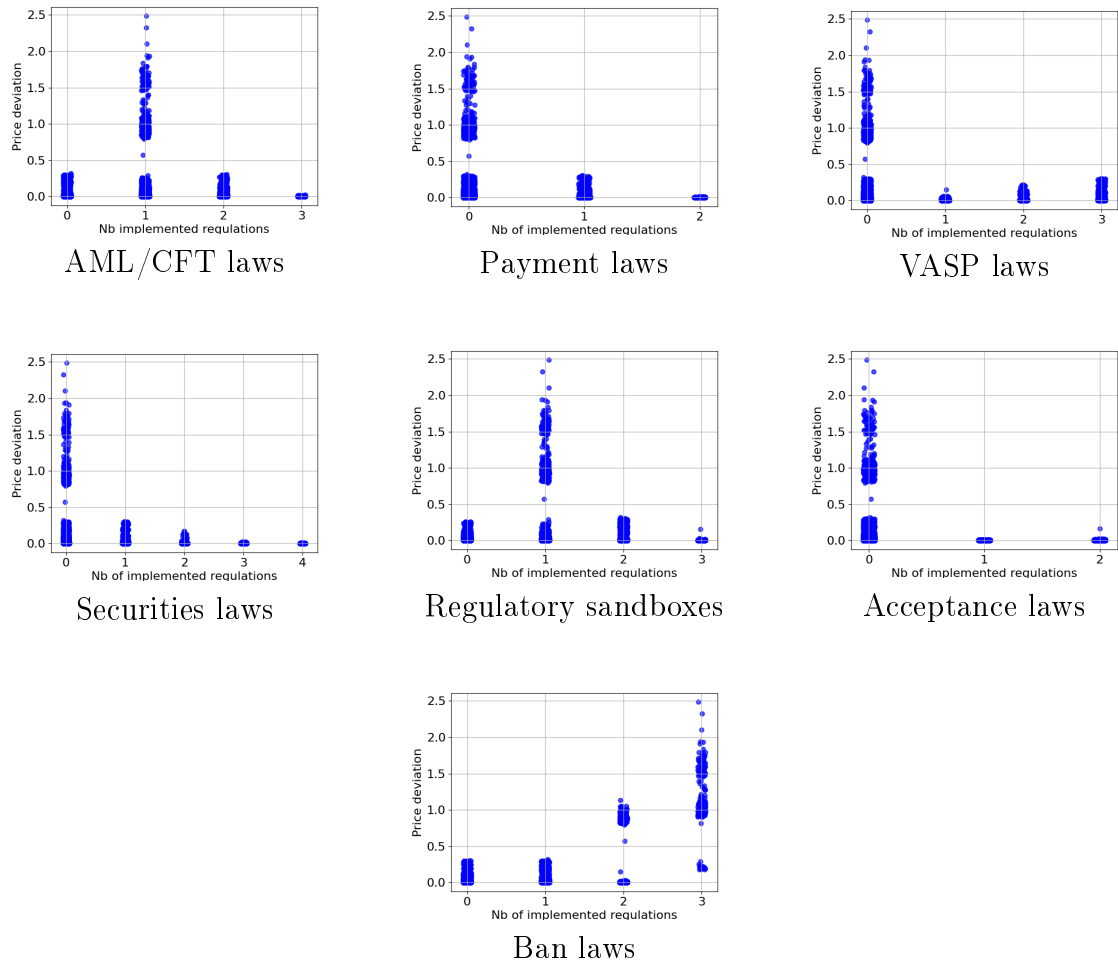 2.5
2.0
1.5
1.0
0.5
0.0
Price deviation
0 1 2 3
Nb implemented regulations
AML/CFT laws
2.5
2.0
1.5
1.0
0.5
0.0
Price deviation
0 1 2
Nb of implemented regulations
Payment laws
2.5
2.0
1.5
1.0
0.5
0.0
Price deviation
0 1 2 3
Nb of implemented regulations
VASP laws
2.5
2.0
1.5
1.0
0.5
0.0
Price deviation
0 1 2 3 4
Nb of implemented regulations
Securities laws
2.5
2.0
1.5
1.0
0.5
0.0
Price deviation
0 1 2 3
Nb of implemented regulations
Regulatory sandboxes
2.5
2.0
1.5
1.0
0.5
0.0
Price deviation
0 1 2
Nb of implemented regulations
Acceptance laws
2.5
2.0
1.5
1.0
0.5
0.0
Price deviation
0 1 2 3
Nb of implemented regulations
Ban laws